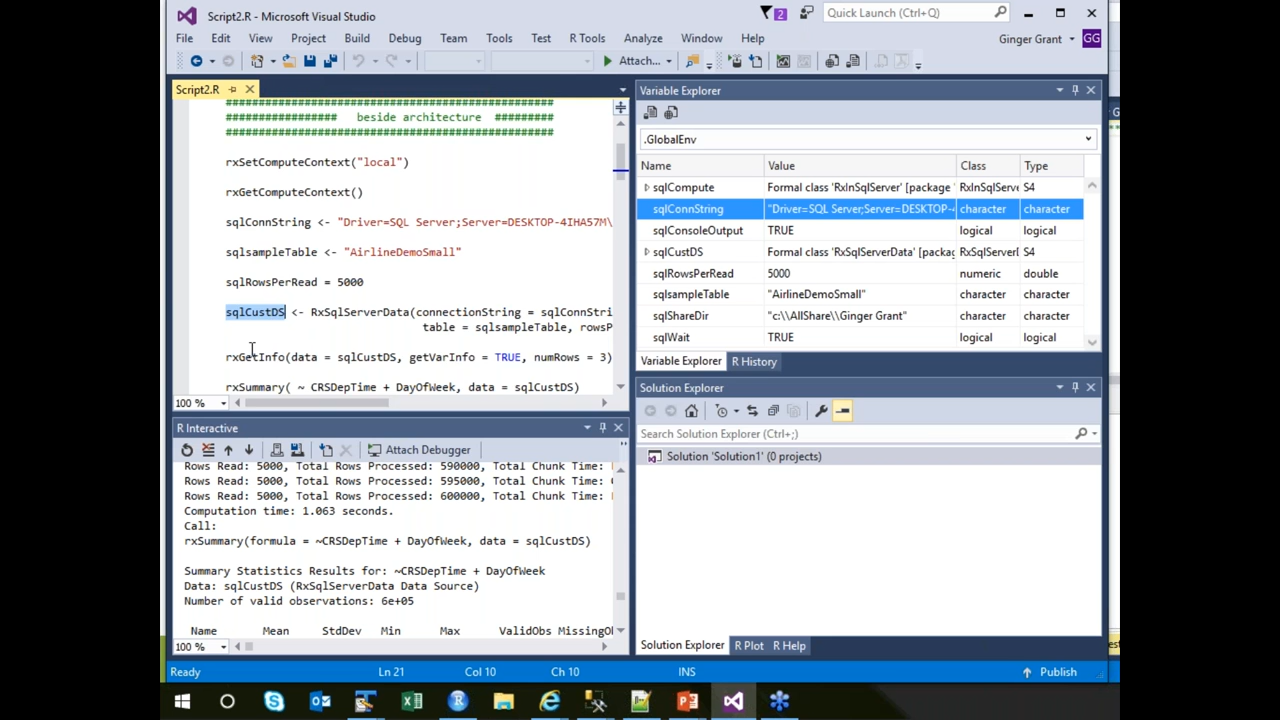 Script2.R - Microsoft Visual Studio
2
Quick Launch (Ctrl+Q)
File Edit View Project Build Debug Team Tools Test R Tools Analyze Window Help
Ginger Grant
GG
Attach...
Script2.R
##################################################
################# beside architecture #########
##################################################
rxSetComputeContext("local")
rxGetComputeContext()
sqlConnString <- "Driver=SQL Server;Server=DESKTOP-4IHA57M\
sqlsampleTable <- "AirlineDemoSmall"
sqlRowsPerRead = 5000
sqlCustDS <- RxSqlServerData(connectionString = sqlConnStri
table = sqlsampleTable, rowsP
rxGetInfo(data = sqlCustDS, getVarInfo = TRUE, numRows = 3)
rxSummary( ~ CRSDepTime + DayOfWeek, data = sqlCustDS)
100 %
R Interactive
Attach Debugger
Rows Read: 5000, Total Rows Processed: 590000, Total Chunk Time:
Rows Read: 5000, Total Rows Processed: 595000, Total Chunk Time:
Rows Read: 5000, Total Rows Processed: 600000, Total Chunk Time:
Computation time: 1.063 seconds.
Call:
rxSummary(formula = ~CRSDepTime + DayOfWeek, data = sqlCustDS)
Summary Statistics Results for: ~CRSDepTime + DayOfWeek
Data: sqlCustDS (RxSqlServerData Data Source)
Number of valid observations: 6e+05
Name Mean StdDev Min Max ValidObs MissingOb
100 %
Variable Explorer
.GlobalEnv
Name Value Class Type
sqlCompute Formal class 'RxInSqlServer' [package ' RxInSqlServe S4
sqlConnString "Driver=SQL Server;Server=DESKTOP-4 character character
sqlConsoleOutput TRUE logical logical
sqlCustDS Formal class 'RxSqlServerData' [packag RxSqlServerD S4
sqlRowsPerRead 5000 numeric double
sqlsampleTable "AirlineDemoSmall" character character
sqlShareDir "c:\\AllShare\\Ginger Grant" character character
sqlWait TRUE logical logical
Variable Explorer R History
Solution Explorer
Search Solution Explorer (Ctrl+;)
Solution 'Solution1' (0 projects)
Solution Explorer R Plot R Help
Ready Ln 21 Col 10 Ch 10 INS Publish